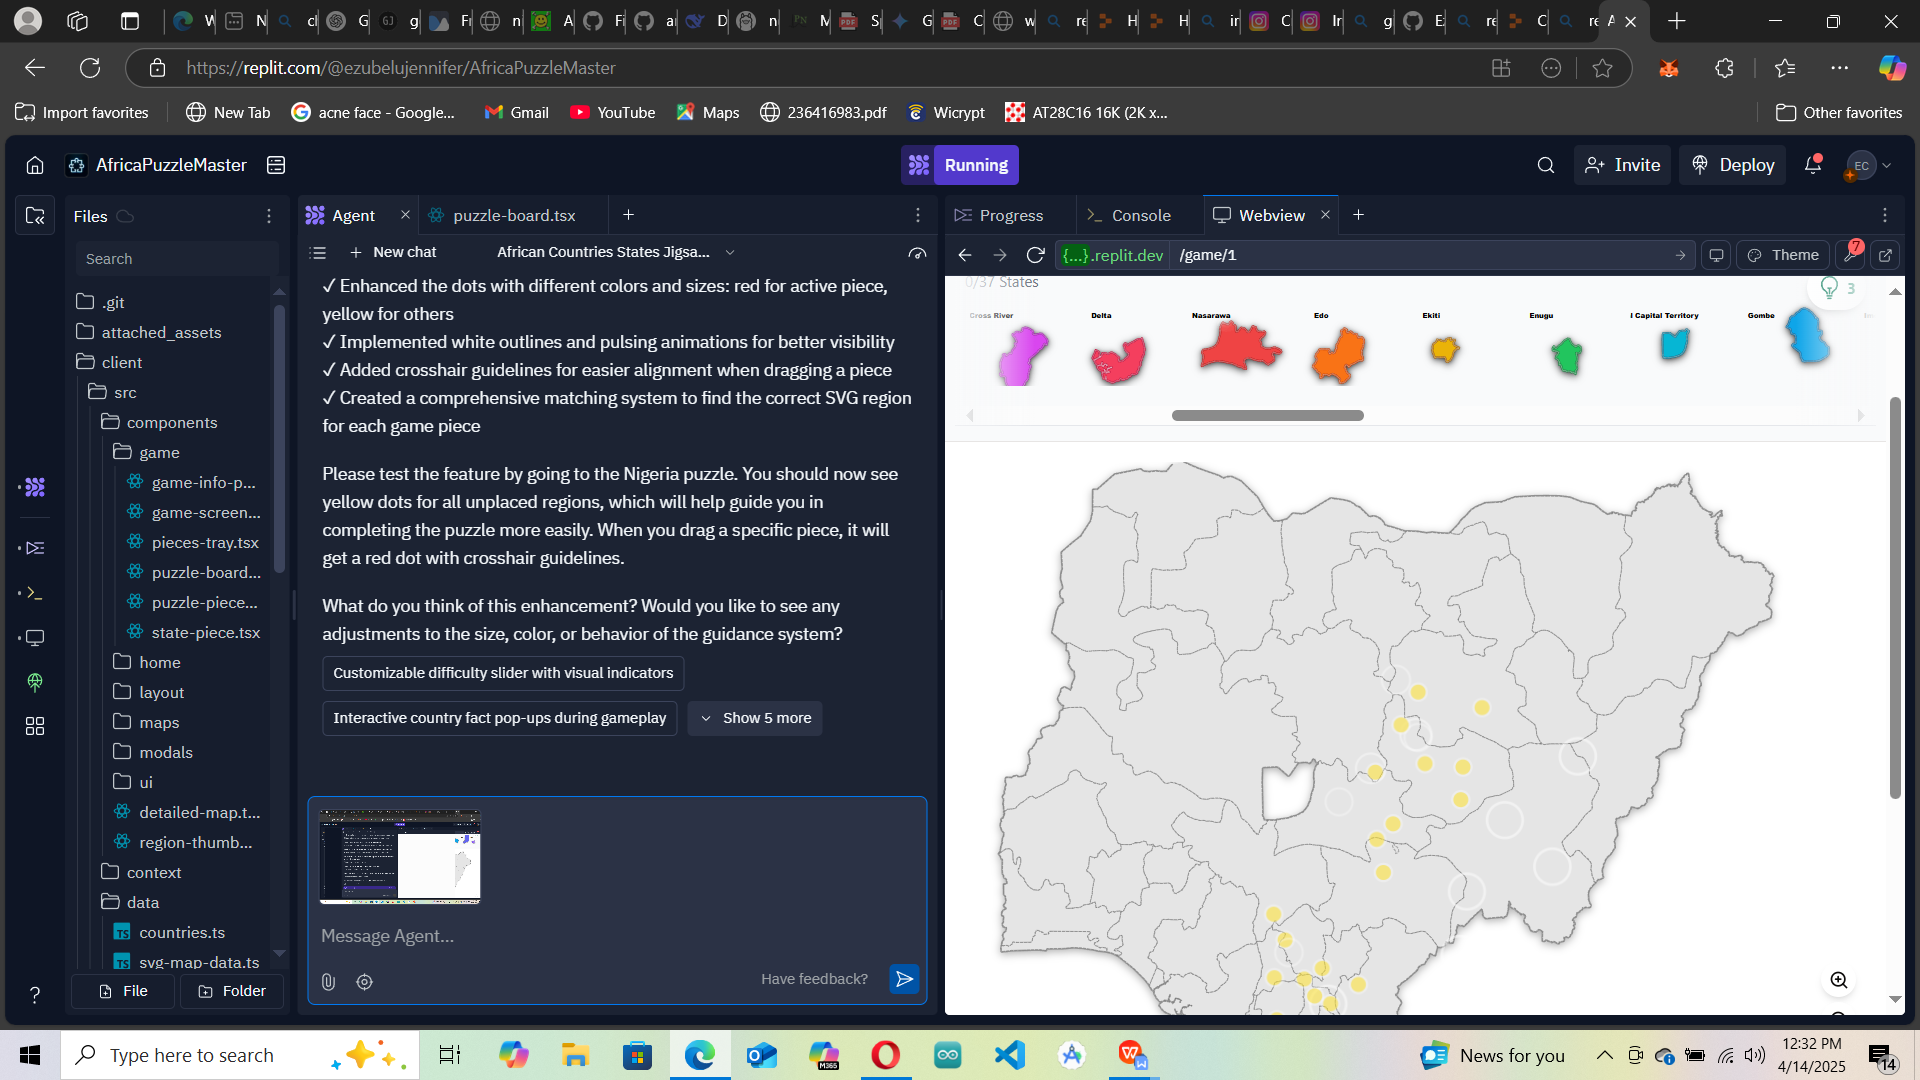 https://replit.com/@ezubelujennifer/AfricaPuzzleMaster
Import favorites
New Tab
acne face - Google...
Gmail
YouTube
Maps
236416983.pdf
Wicrypt
AT28C16 16K (2K x...
Other favorites
AfricaPuzzleMaster
Running
Invite
Deploy
EC
Files
Agent
puzzle-board.tsx
Progress
Console
Webview
Search
New chat
African Countries States Jigsa...
{...}.replit.dev
/game/1
Theme
7
.git
attached_assets
client
src
components
game
game-info-p...
game-screen...
pieces-tray.tsx
puzzle-board...
puzzle-piece...
state-piece.tsx
home
layout
maps
modals
ui
detailed-map.t...
region-thumb...
context
data
countries.ts
svg-map-data.ts
File
Folder
✓ Enhanced the dots with different colors and sizes: red for active piece,
yellow for others
✓ Implemented white outlines and pulsing animations for better visibility
✓ Added crosshair guidelines for easier alignment when dragging a piece
✓ Created a comprehensive matching system to find the correct SVG region
for each game piece
Please test the feature by going to the Nigeria puzzle. You should now see
yellow dots for all unplaced regions, which will help guide you in
completing the puzzle more easily. When you drag a specific piece, it will
get a red dot with crosshair guidelines.
What do you think of this enhancement? Would you like to see any
adjustments to the size, color, or behavior of the guidance system?
Customizable difficulty slider with visual indicators
Interactive country fact pop-ups during gameplay
Show 5 more
Message Agent...
Have feedback?
0/37 States
3
Cross River
Delta
Nasarawa
Edo
Ekiti
Enugu
l Capital Territory
Gombe
Type here to search
News for you
12:32 PM
4/14/2025
14